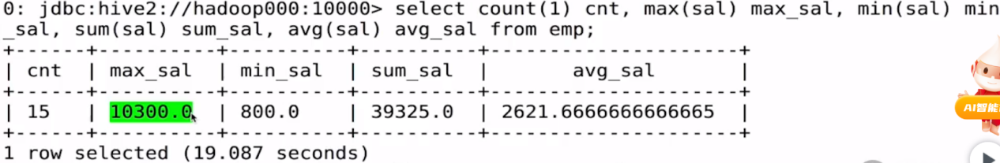 0: jdbc:hive2://hadoop000:10000> select count(1) cnt, max(sal) max_sal, min(sal) min
_sal, sum(sal) sum_sal, avg(sal) avg_sal from emp;
+------+----------+----------+----------+---------------------+
| cnt | max_sal | min_sal | sum_sal | avg_sal |
+------+----------+----------+----------+---------------------+
| 15 | 10300.0 | 800.0 | 39325.0 | 2621.6666666666665 |
+------+----------+----------+----------+---------------------+
1 row selected (19.087 seconds)
AI智能